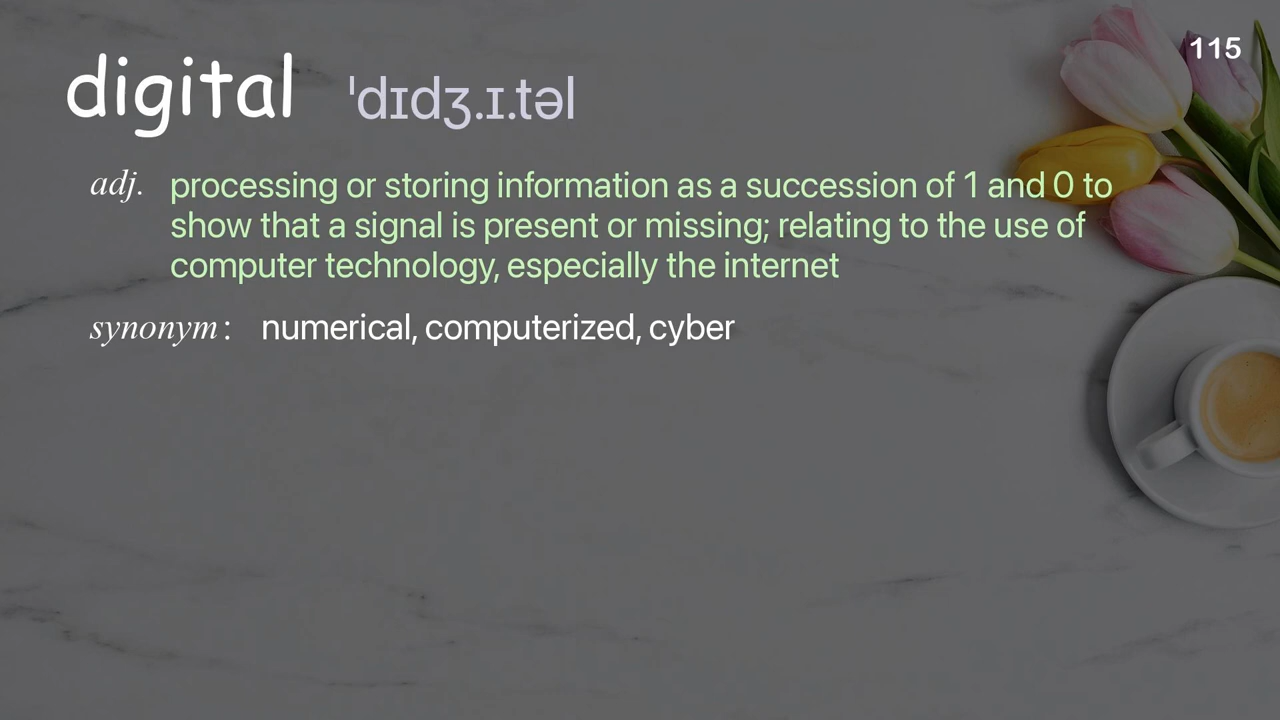 115
digital ˈdɪdʒ.ɪ.təl
adj. processing or storing information as a succession of 1 and 0 to
show that a signal is present or missing; relating to the use of
computer technology, especially the internet
synonym: numerical, computerized, cyber